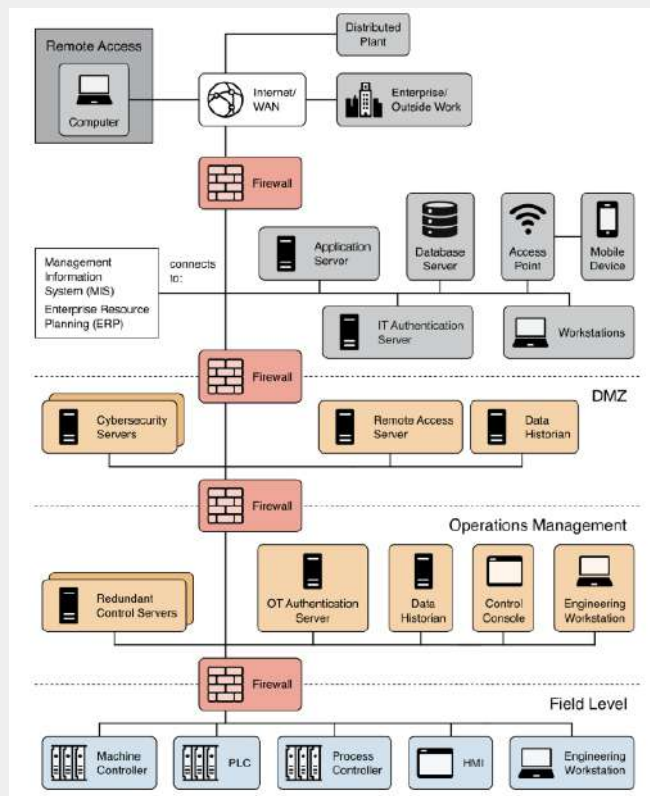 Remote Access
Computer
Internet/
WAN
Distributed
Plant
Enterprise/
Outside Work
Firewall
Management
Information
System (MIS)
Enterprise Resource
Planning (ERP)
connects
to:
Application
Server
Database
Server
Access
Point
Mobile
Device
IT Authentication
Server
Workstations
Firewall
DMZ
Cybersecurity
Servers
Remote Access
Server
Data
Historian
Firewall
Operations Management
Redundant
Control Servers
OT Authentication
Server
Data
Historian
Control
Console
Engineering
Workstation
Firewall
Field Level
Machine
Controller
PLC
Process
Controller
HMI
Engineering
Workstation